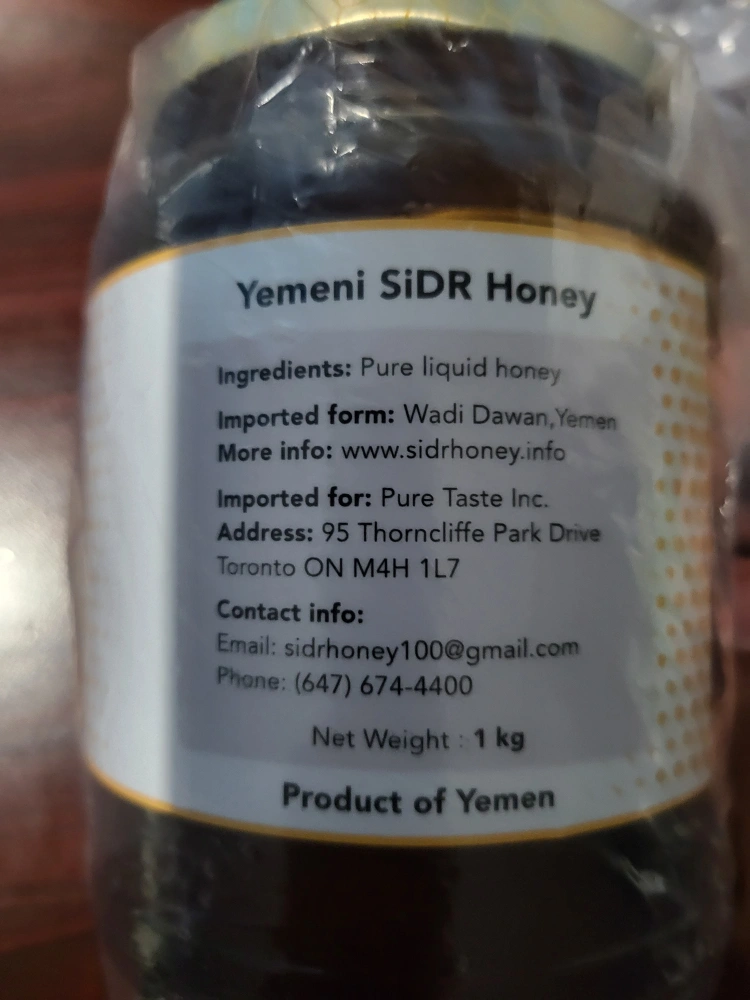 Yemeni SiDR Honey
Ingredients: Pure liquid honey
Imported form: Wadi Dawan,Yemen
More info: www.sidrhoney.info
Imported for: Pure Taste Inc.
Address: 95 Thorncliffe Park Drive
Toronto ON M4H 1L7
Contact info:
Email: sidrhoney100@gmail.com
Phone: (647) 674-4400
Net Weight : 1 kg
Product of Yemen